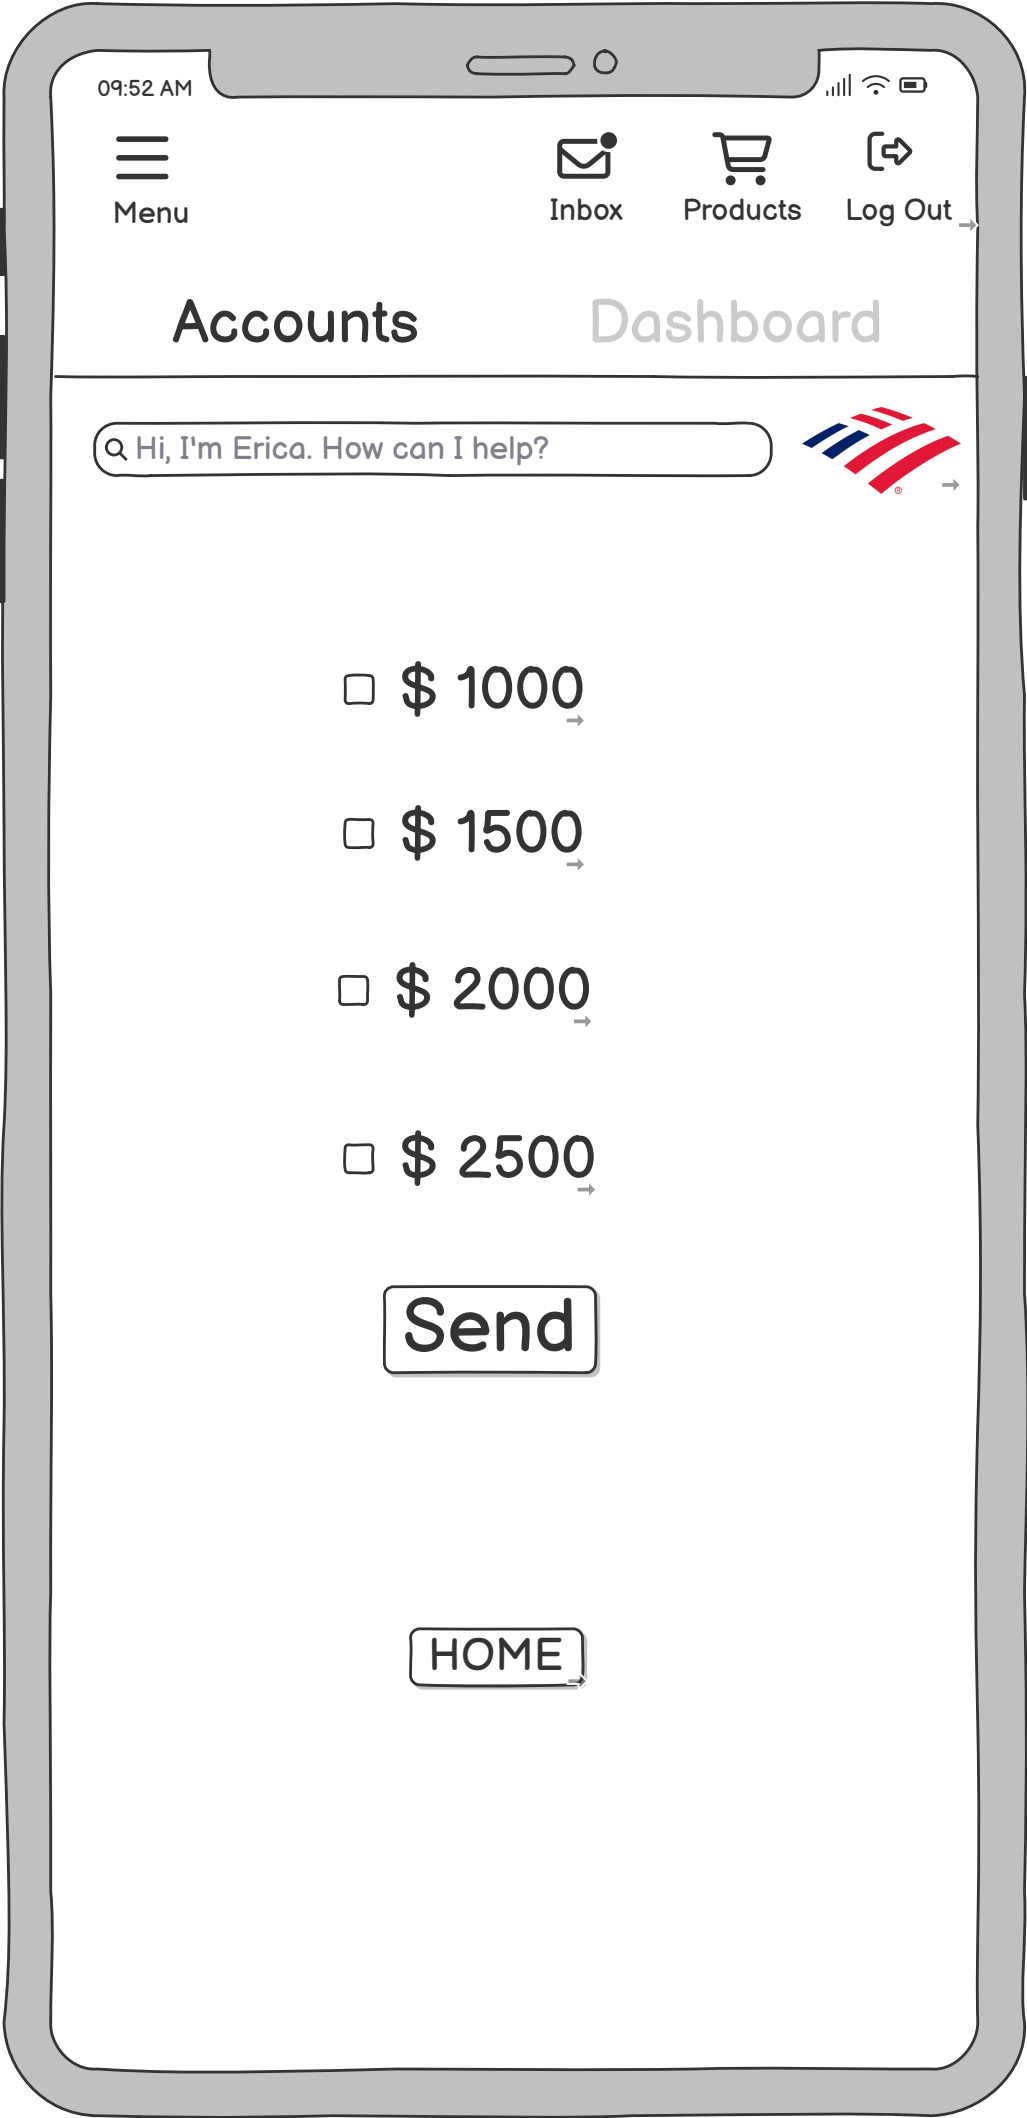 09:52 AM
Menu
Inbox
Products
Log Out
Accounts
Dashboard
Hi, I'm Erica. How can I help?
®
$ 1000
$ 1500
$ 2000
$ 2500
Send
HOME